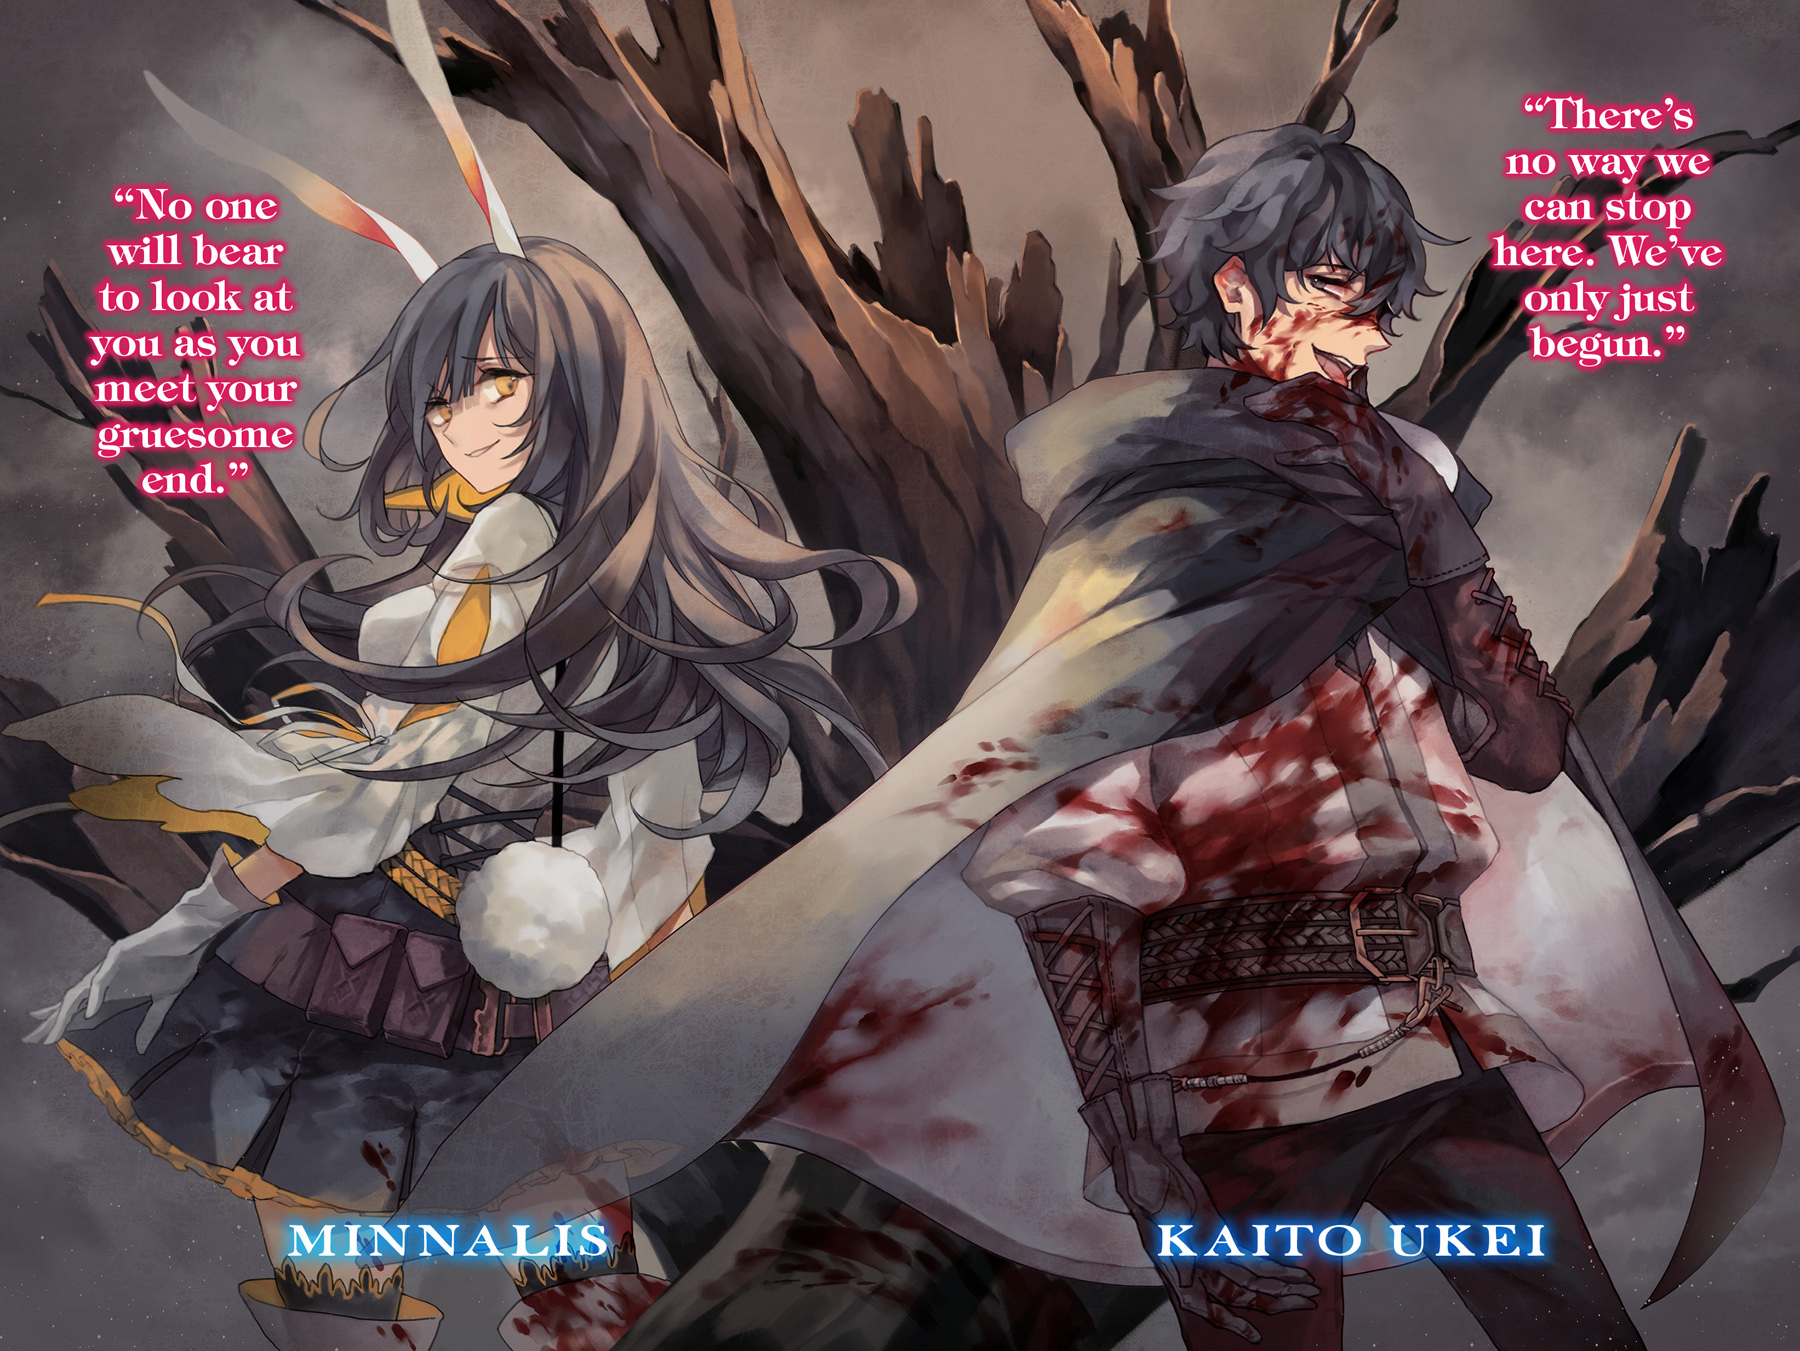 “No one
will bear
to look at
you as you
meet your
gruesome
end.”
“There’s
no way we
can stop
here. We’ve
only just
begun.”
MINNALIS
KAITO UKEI